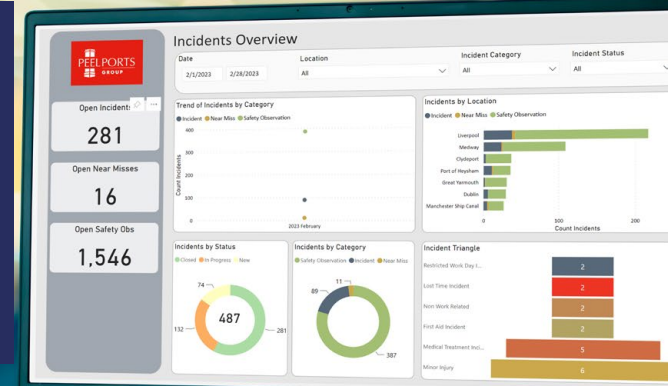 PEELPORTS
GROUP
Open Incidents
281
Open Near Misses
16
Open Safety Obs
1,546
Incidents Overview
Date
2/1/2023 2/28/2023
Location
All
Incident Category
All
Incident Status
All
Trend of Incidents by Category
Incident Near Miss Safety Observation
Count Incidents
400
300
200
100
0
2023 February
Incidents by Location
Incident Near Miss Safety Observation
Liverpool
Medway
Clydeport
Port of Heysham
Great Yarmouth
Dublin
Manchester Ship Canal
0 100 200
Count Incidents
Incidents by Status
Closed In Progress New
74
132
281
487
Incidents by Category
Safety Observation Incident Near Miss
11
89
387
Incident Triangle
Restricted Work Day I... 2
Lost Time Incident 2
Non Work Related 2
First Aid Incident 2
Medical Treatment Inci... 5
Minor Injury 6